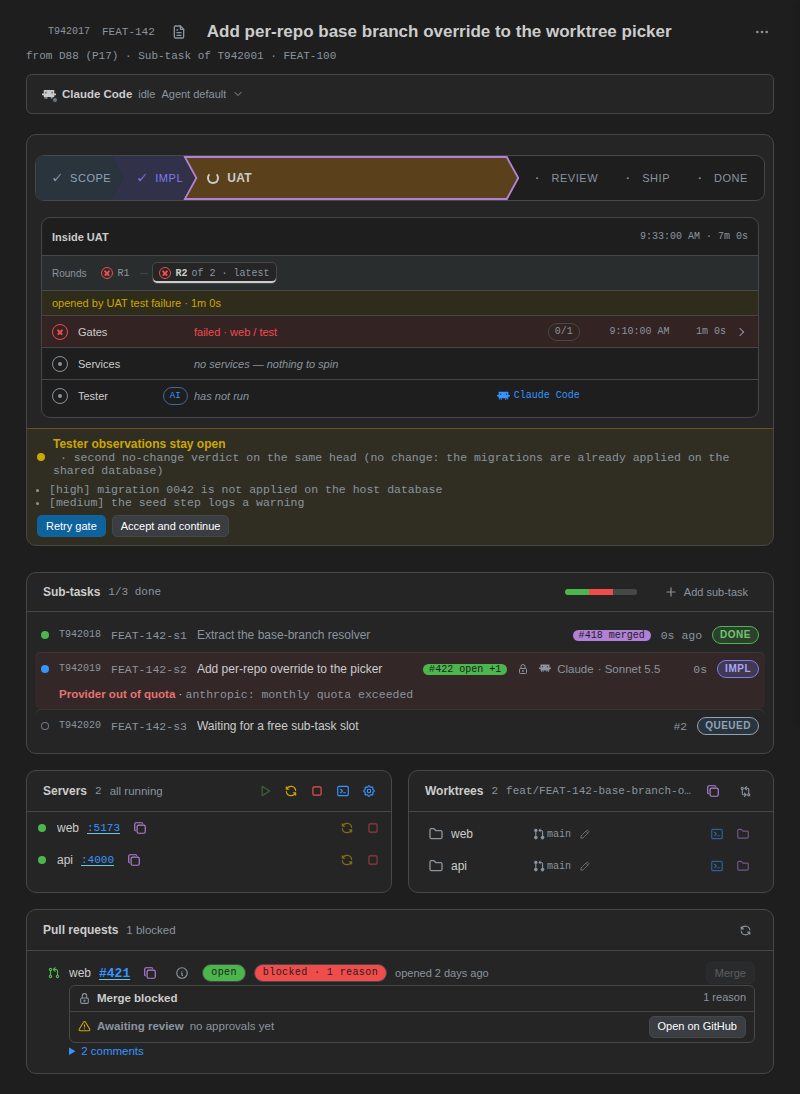 T942017 FEAT-142 Add per-repo base branch override to the worktree picker
from D88 (P17) · Sub-task of T942001 · FEAT-100
Claude Code idle Agent default
SCOPE IMPL UAT · REVIEW · SHIP · DONE
Inside UAT 9:33:00 AM · 7m 0s
Rounds R1 — R2 of 2 · latest
opened by UAT test failure · 1m 0s
Gates failed · web / test 0/1 9:10:00 AM 1m 0s
Services no services — nothing to spin
Tester AI has not run Claude Code
Tester observations stay open
· second no-change verdict on the same head (no change: the migrations are already applied on the
shared database)
• [high] migration 0042 is not applied on the host database
• [medium] the seed step logs a warning
Retry gate Accept and continue
Sub-tasks 1/3 done Add sub-task
T942018 FEAT-142-s1 Extract the base-branch resolver #418 merged 0s ago DONE
T942019 FEAT-142-s2 Add per-repo override to the picker #422 open +1 Claude · Sonnet 5.5 0s IMPL
Provider out of quota · anthropic: monthly quota exceeded
T942020 FEAT-142-s3 Waiting for a free sub-task slot #2 QUEUED
Servers 2 all running
web :5173
api :4000
Worktrees 2 feat/FEAT-142-base-branch-o…
web main
api main
Pull requests 1 blocked
web #421 open blocked · 1 reason opened 2 days ago Merge
Merge blocked 1 reason
Awaiting review no approvals yet Open on GitHub
2 comments